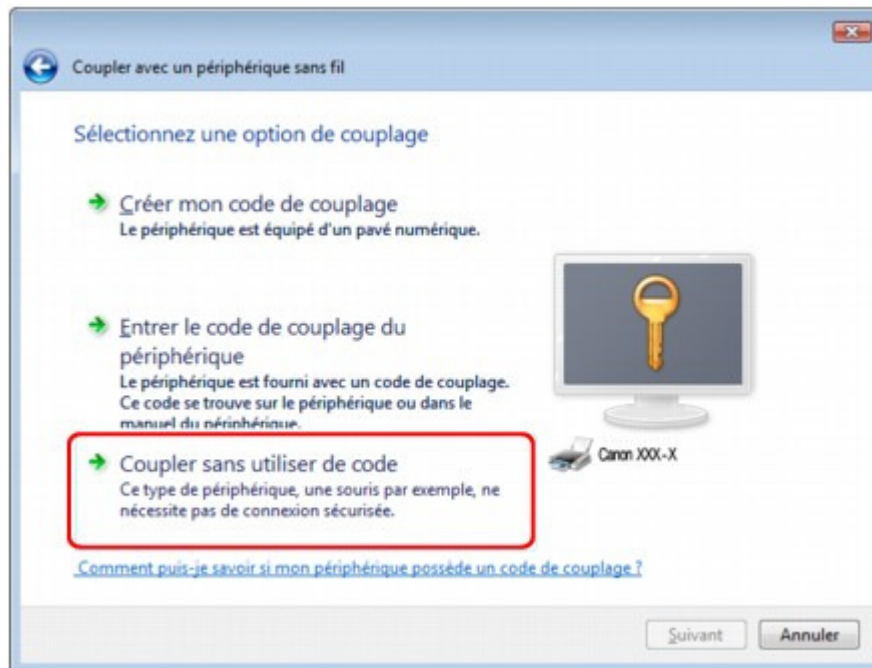 Coupler avec un périphérique sans fil
Sélectionnez une option de couplage
Créer mon code de couplage
Le périphérique est équipé d'un pavé numérique.
Entrer le code de couplage du
périphérique
Le périphérique est fourni avec un code de couplage.
Ce code se trouve sur le périphérique ou dans le
manuel du périphérique.
Canon XXX-X
Coupler sans utiliser de code
Ce type de périphérique, une souris par exemple, ne
nécessite pas de connexion sécurisée.
Comment puis-je savoir si mon périphérique possède un code de couplage ?
Suivant
Annuler